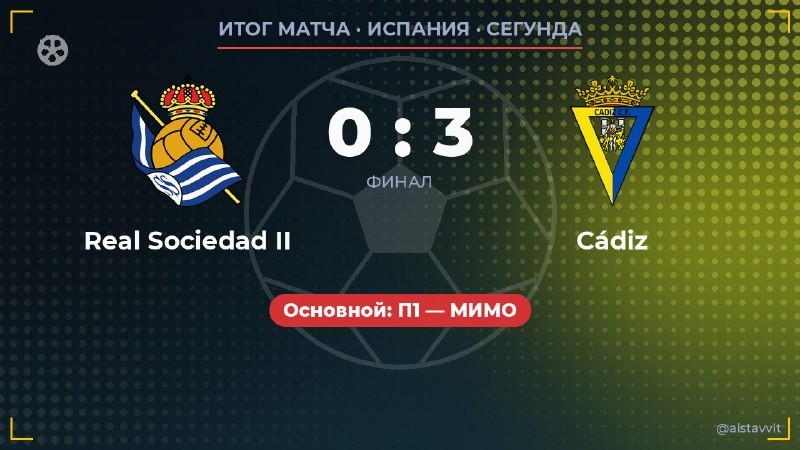 ИТОГ МАТЧА · ИСПАНИЯ · СЕГУНДА
0 : 3
ФИНАЛ
Real Sociedad II
Cádiz
Основной: П1 — МИМО
@aistavvit